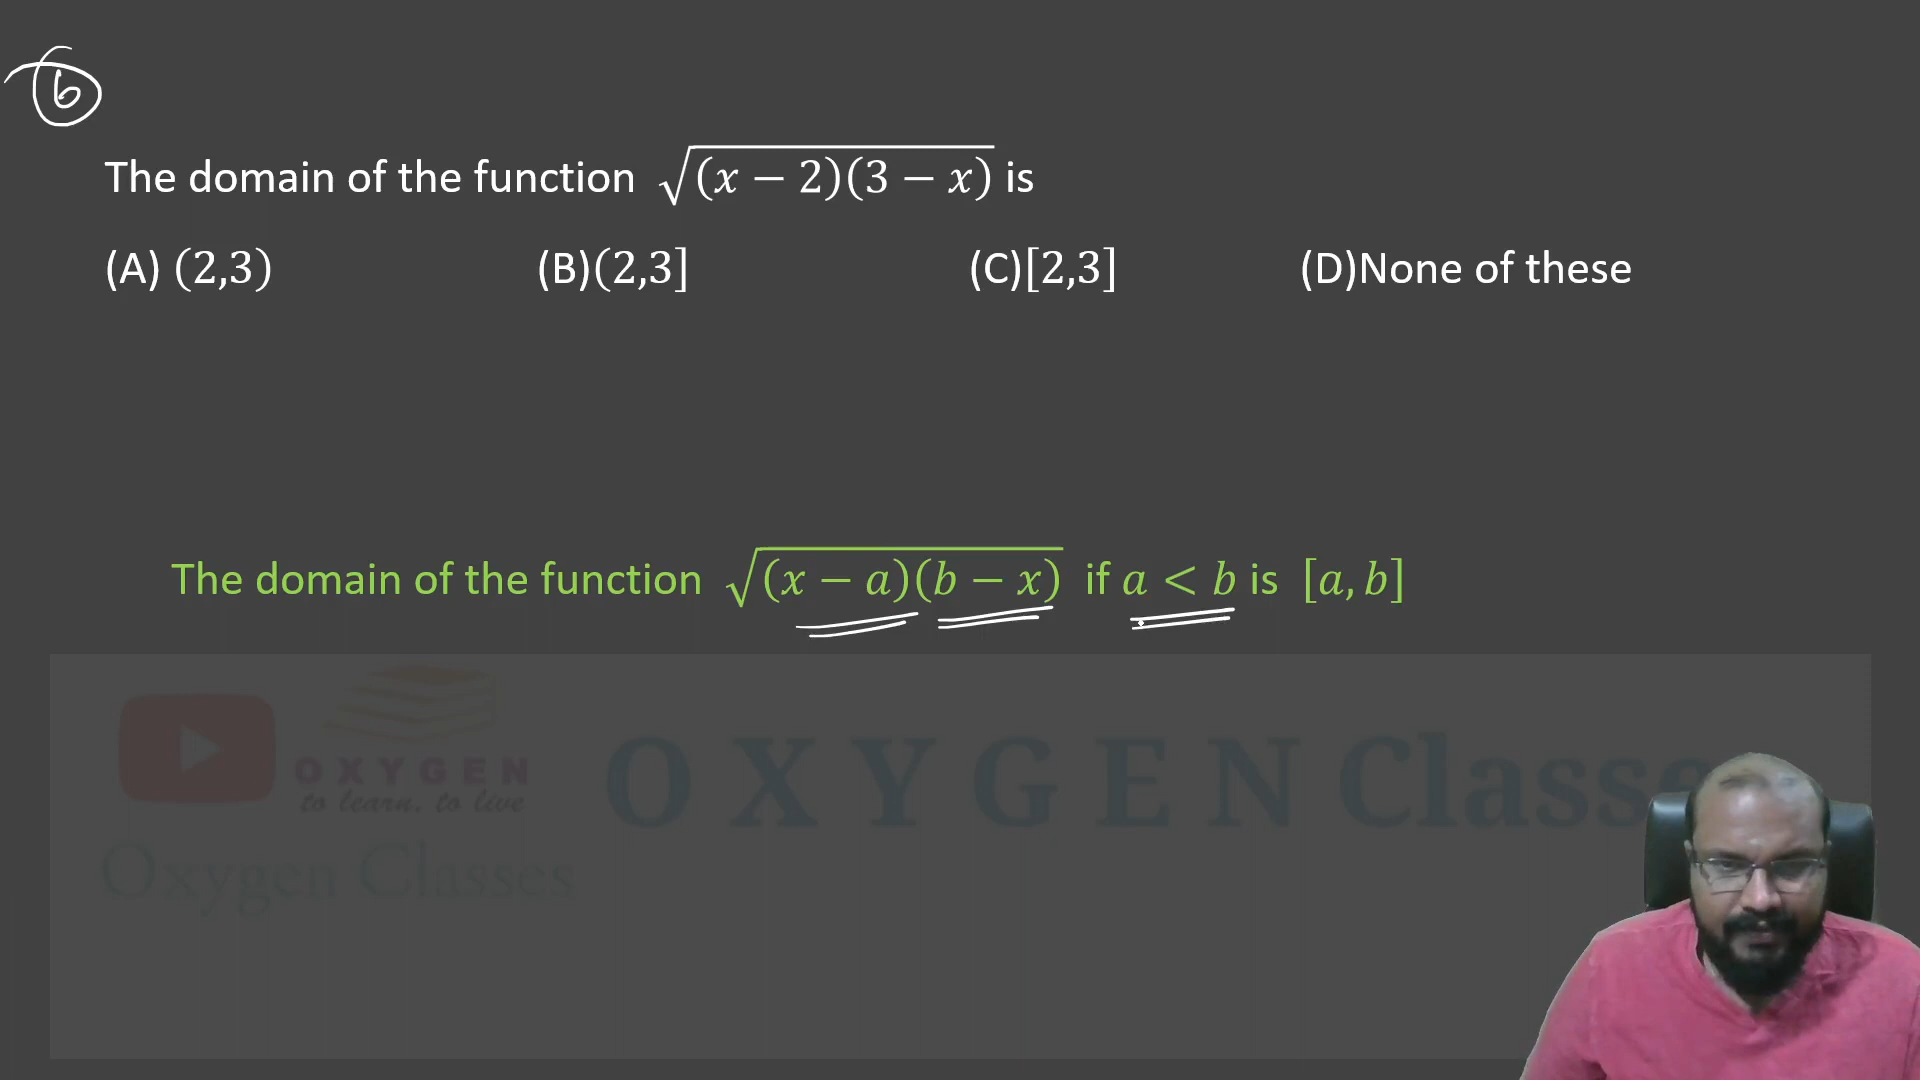 6
The domain of the function √(x − 2)(3 − x) is
(A) (2,3) (B)(2,3] (C)[2,3] (D)None of these
The domain of the function √(x − a)(b − x) if a < b is [a, b]
OXYGEN
to learn. to live
Oxygen Classes
OXYGEN Classe